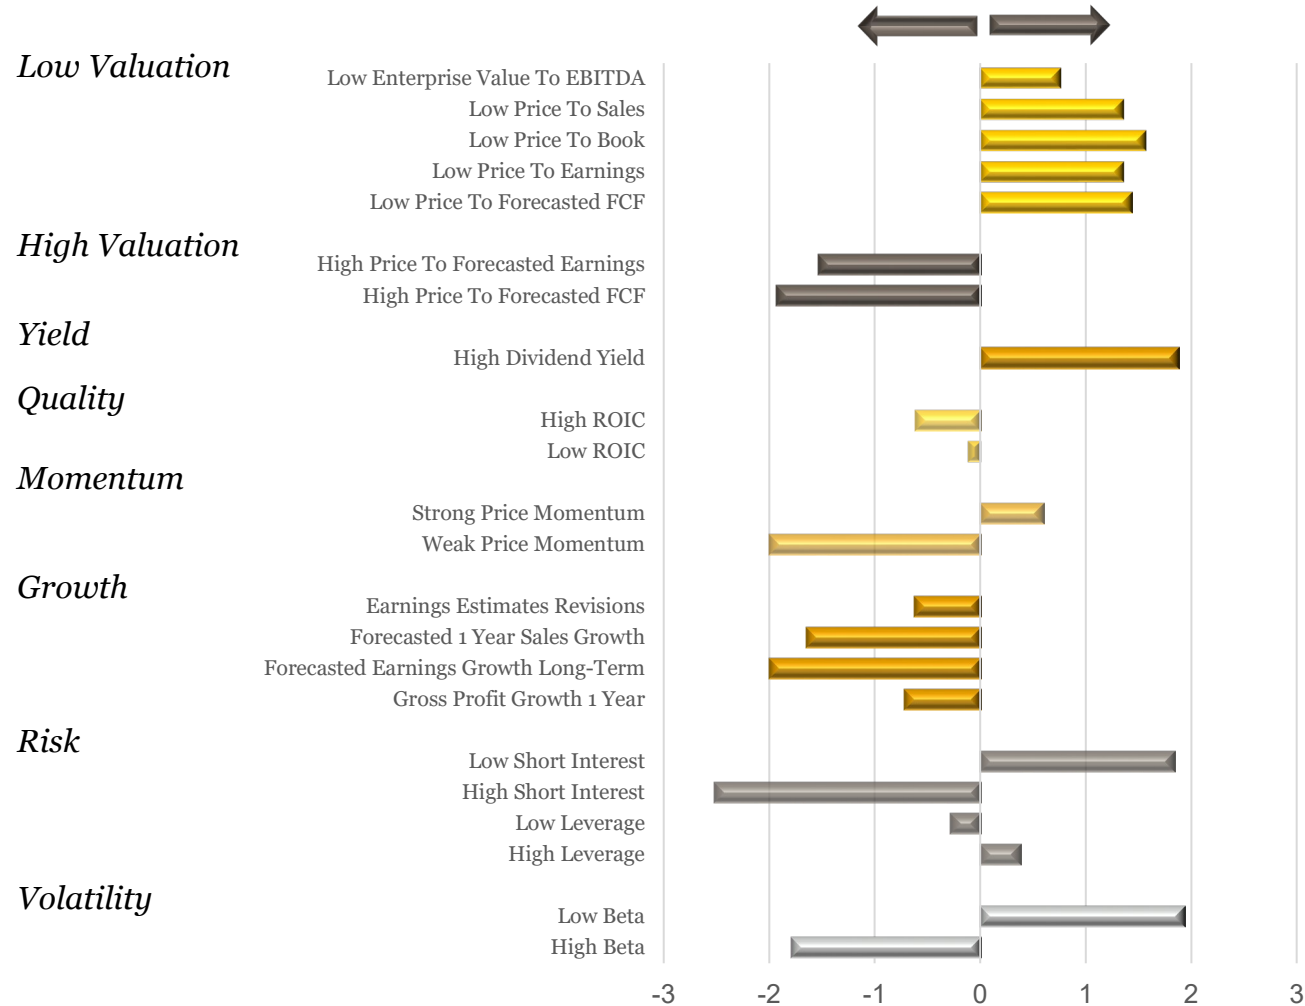 Low Valuation
Low Enterprise Value To EBITDA
Low Price To Sales
Low Price To Book
Low Price To Earnings
Low Price To Forecasted FCF
High Valuation
High Price To Forecasted Earnings
High Price To Forecasted FCF
Yield
High Dividend Yield
Quality
High ROIC
Low ROIC
Momentum
Strong Price Momentum
Weak Price Momentum
Growth
Earnings Estimates Revisions
Forecasted 1 Year Sales Growth
Forecasted Earnings Growth Long-Term
Gross Profit Growth 1 Year
Risk
Low Short Interest
High Short Interest
Low Leverage
High Leverage
Volatility
Low Beta
High Beta
-3 -2 -1 0 1 2 3